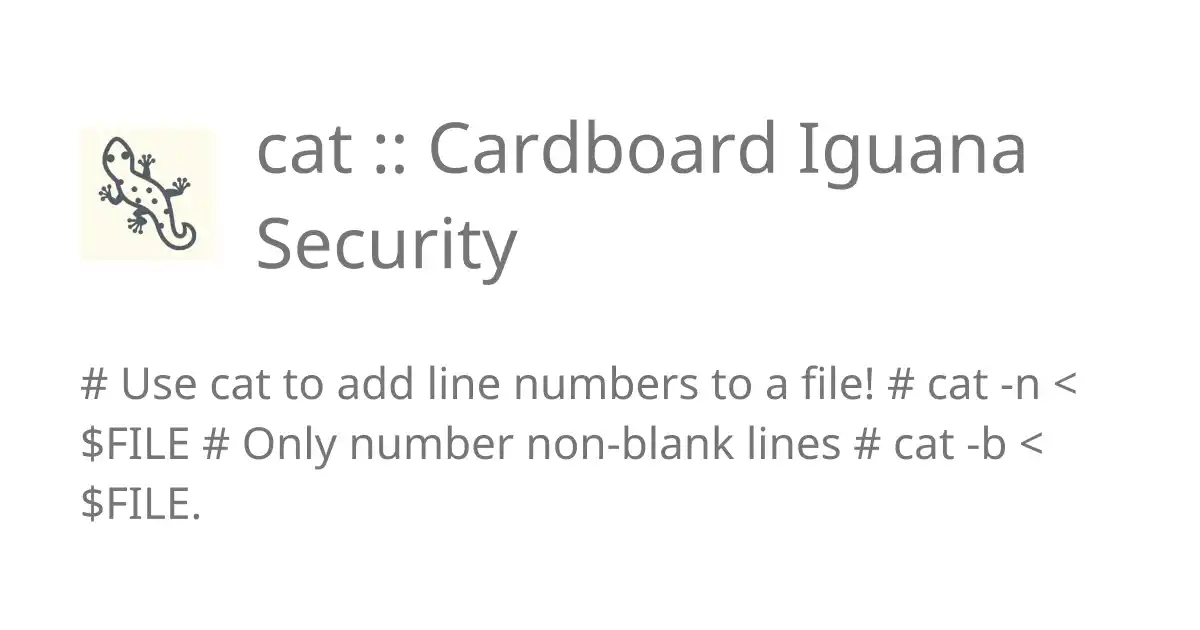 cat :: Cardboard Iguana
Security
# Use cat to add line numbers to a file! # cat -n <
$FILE # Only number non-blank lines # cat -b <
$FILE.